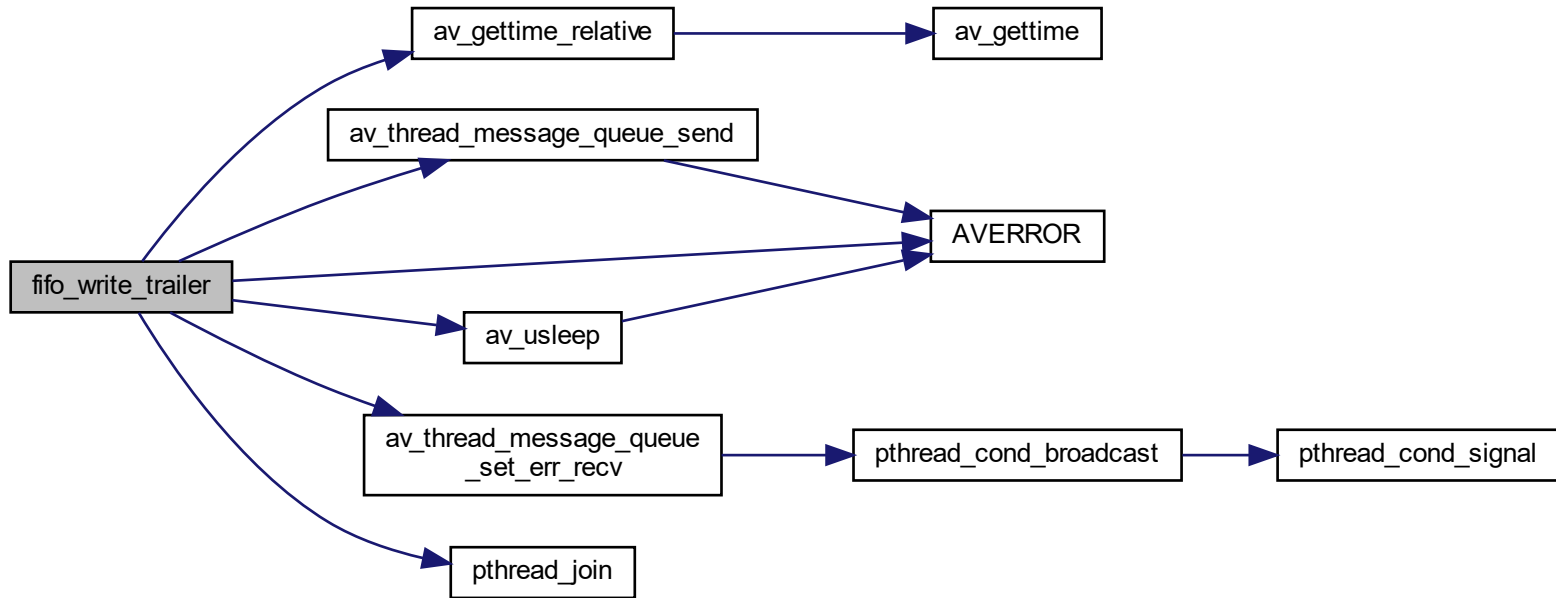 av_gettime_relative
av_gettime
av_thread_message_queue_send
AVERROR
fifo_write_trailer
av_usleep
av_thread_message_queue
_set_err_recv
pthread_cond_broadcast
pthread_cond_signal
pthread_join